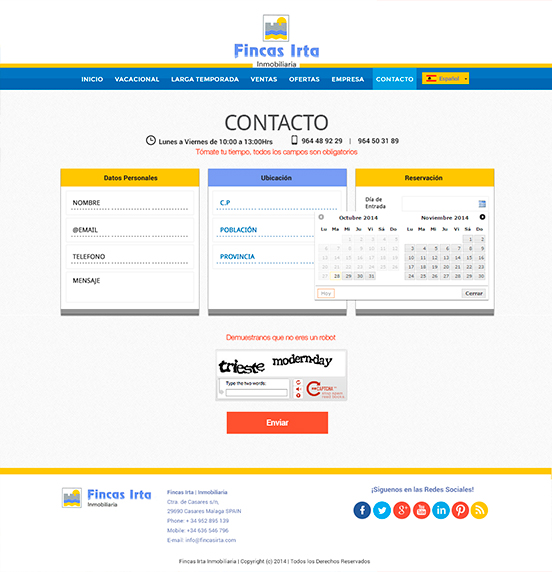 Fincas Irta
Inmobiliaria
INICIO VACACIONAL LARGA TEMPORADA VENTAS OFERTAS EMPRESA CONTACTO Español
CONTACTO
Lunes a Viernes de 10:00 a 13:00Hrs 964 48 92 29 | 964 50 31 89
Tómate tu tiempo, todos los campos son obligatorios
Datos Personales
NOMBRE
@EMAIL
TELEFONO
MENSAJE
Ubicación
C.P
POBLACIÓN
PROVINCIA
Reservación
Día de
Entrada
Octubre 2014 Noviembre 2014
Lu Ma Mi Ju Vi Sá Do Lu Ma Mi Ju Vi Sá Do
1 2 3 4 5 1 2
6 7 8 9 10 11 12 3 4 5 6 7 8 9
13 14 15 16 17 18 19 10 11 12 13 14 15 16
20 21 22 23 24 25 26 17 18 19 20 21 22 23
27 28 29 30 31 24 25 26 27 28 29 30
Hoy Cerrar
Demuestranos que no eres un robot
trieste modern-day
Type the two words:
Enviar
Fincas Irta
Inmobiliaria
Fincas Irta | Inmobiliaria
Ctra. de Casares s/n,
29690 Casares Malaga SPAIN
Phone: + 34 952 895 139
Mobile: +34 636 546 796
E-mail: info@fincasirta.com
¡Siguenos en las Redes Sociales!
Fincas Irta Inmobiliaria | Copyright (c) 2014 | Todos los Derechos Reservados